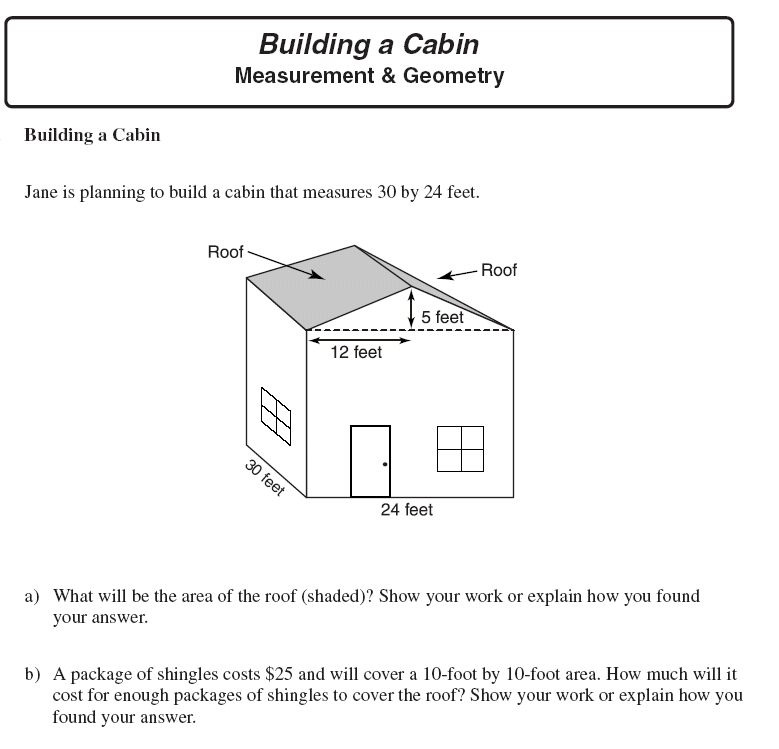 Building a Cabin
Measurement & Geometry
Building a Cabin
Jane is planning to build a cabin that measures 30 by 24 feet.
Roof
Roof
5 feet
12 feet
30 feet
24 feet
a) What will be the area of the roof (shaded)? Show your work or explain how you found
your answer.
b) A package of shingles costs $25 and will cover a 10-foot by 10-foot area. How much will it
cost for enough packages of shingles to cover the roof? Show your work or explain how you
found your answer.